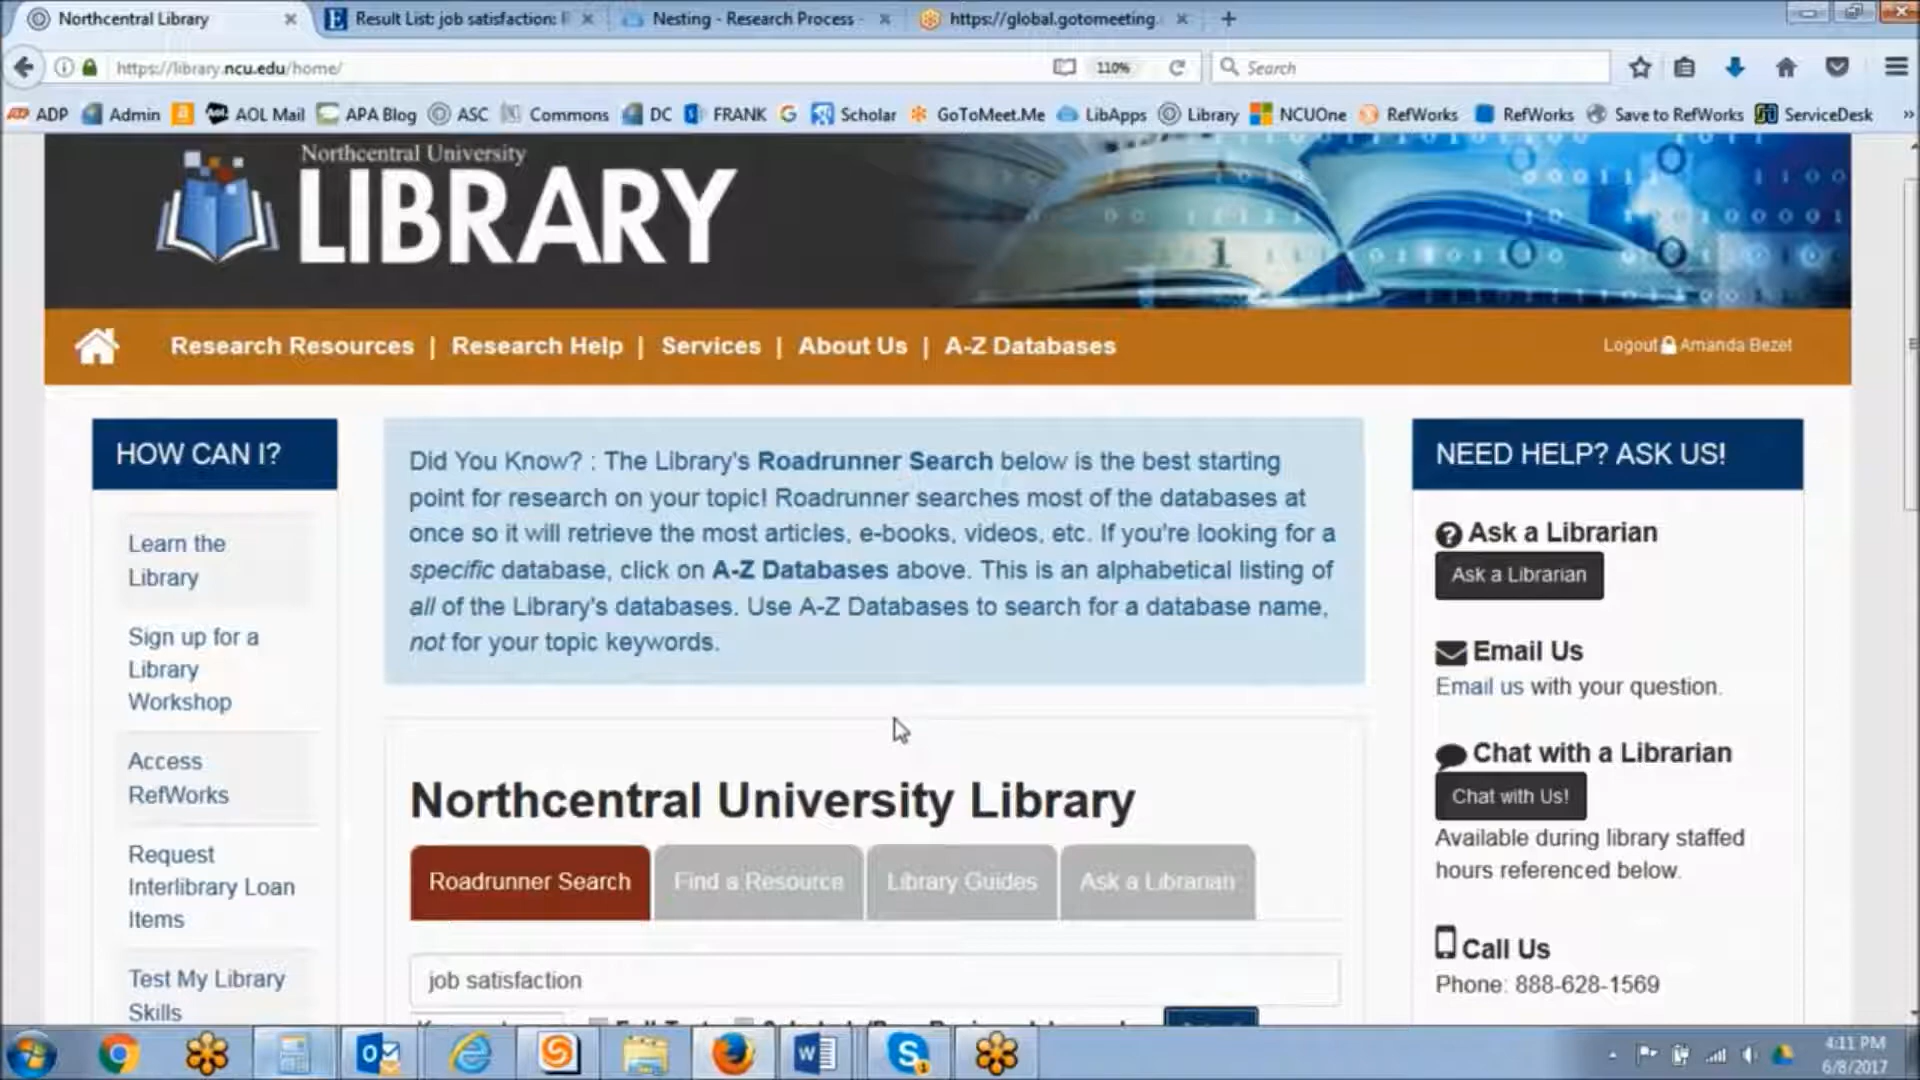 Northcentral Library
Result List: job satisfaction:
Nesting - Research Process -
https://global.gotomeeting.
https://library.ncu.edu/home/
110%
Search
ADP
Admin
AOL Mail
APA Blog
ASC
Commons
DC
FRANK
Scholar
GoToMeet.Me
LibApps
Library
NCUOne
RefWorks
RefWorks
Save to RefWorks
ServiceDesk
Northcentral University
LIBRARY
Research Resources | Research Help | Services | About Us | A-Z Databases
Logout Amanda Bezet
HOW CAN I?
Learn the
Library
Sign up for a
Library
Workshop
Access
RefWorks
Request
Interlibrary Loan
Items
Test My Library
Skills
Did You Know? : The Library's Roadrunner Search below is the best starting
point for research on your topic! Roadrunner searches most of the databases at
once so it will retrieve the most articles, e-books, videos, etc. If you're looking for a
specific database, click on A-Z Databases above. This is an alphabetical listing of
all of the Library's databases. Use A-Z Databases to search for a database name,
not for your topic keywords.
Northcentral University Library
Roadrunner Search
Find a Resource
Library Guides
Ask a Librarian
job satisfaction
NEED HELP? ASK US!
Ask a Librarian
Ask a Librarian
Email Us
Email us with your question.
Chat with a Librarian
Chat with Us!
Available during library staffed
hours referenced below.
Call Us
Phone: 888-628-1569
4:11 PM
6/8/2017